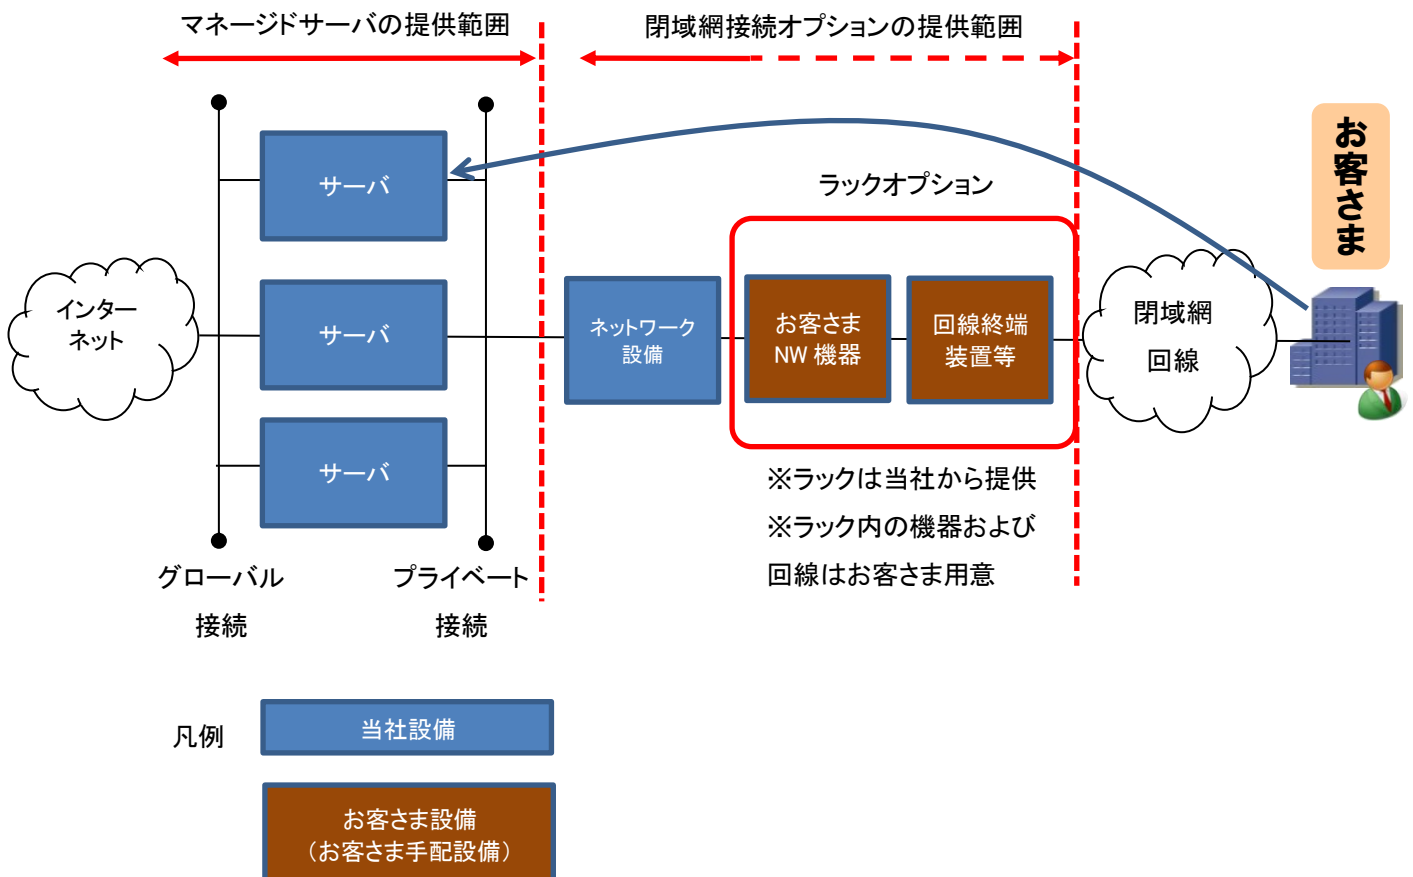 マネージドサーバの提供範囲
閉域網接続オプションの提供範囲
お客さま
サーバ
ラックオプション
インター
ネット
サーバ
ネットワーク
設備
お客さま
NW 機器
回線終端
装置等
閉域網
回線
サーバ
※ラックは当社から提供
※ラック内の機器および
回線はお客さま用意
グローバル
接続
プライベート
接続
凡例
当社設備
お客さま設備
(お客さま手配設備)